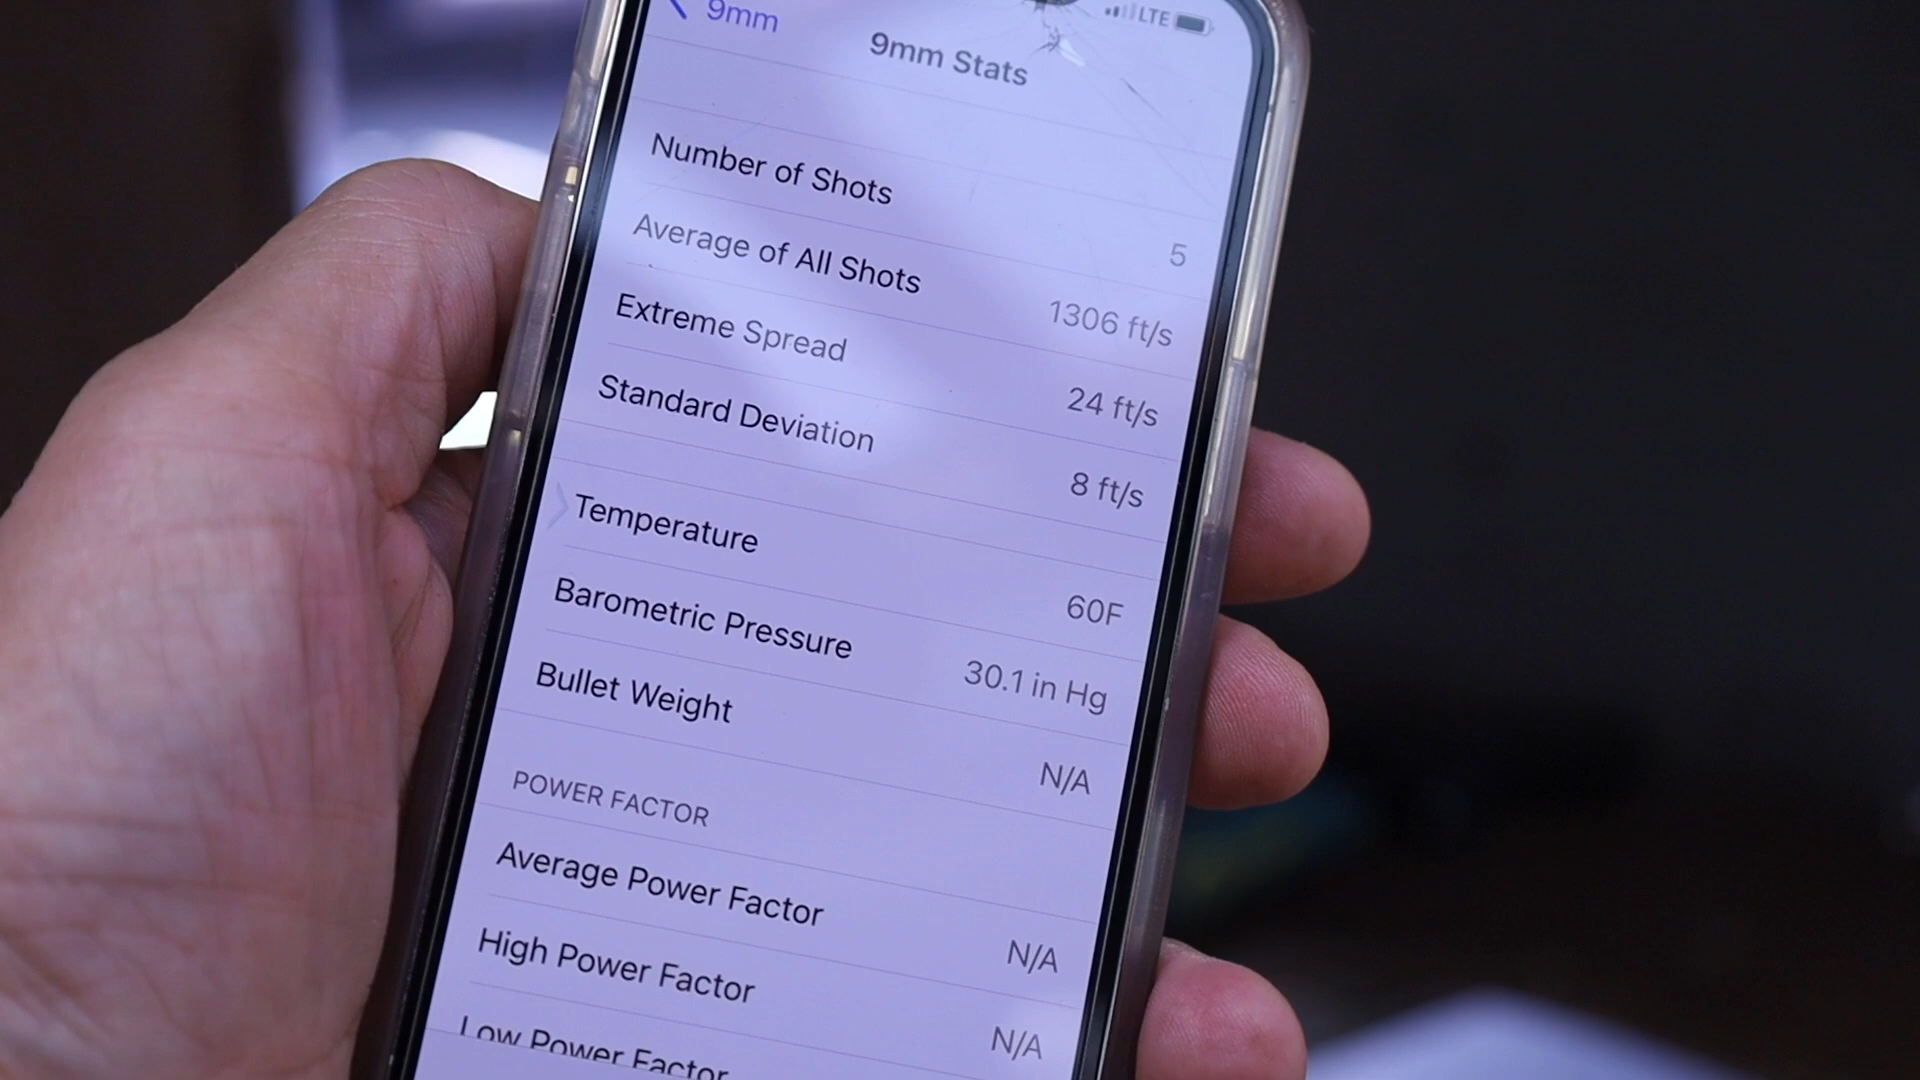 9mm
LTE
9mm Stats
Number of Shots
5
Average of All Shots
1306 ft/s
Extreme Spread
24 ft/s
Standard Deviation
8 ft/s
Temperature
60F
Barometric Pressure
30.1 in Hg
Bullet Weight
N/A
POWER FACTOR
Average Power Factor
N/A
High Power Factor
N/A
Low Power Factor